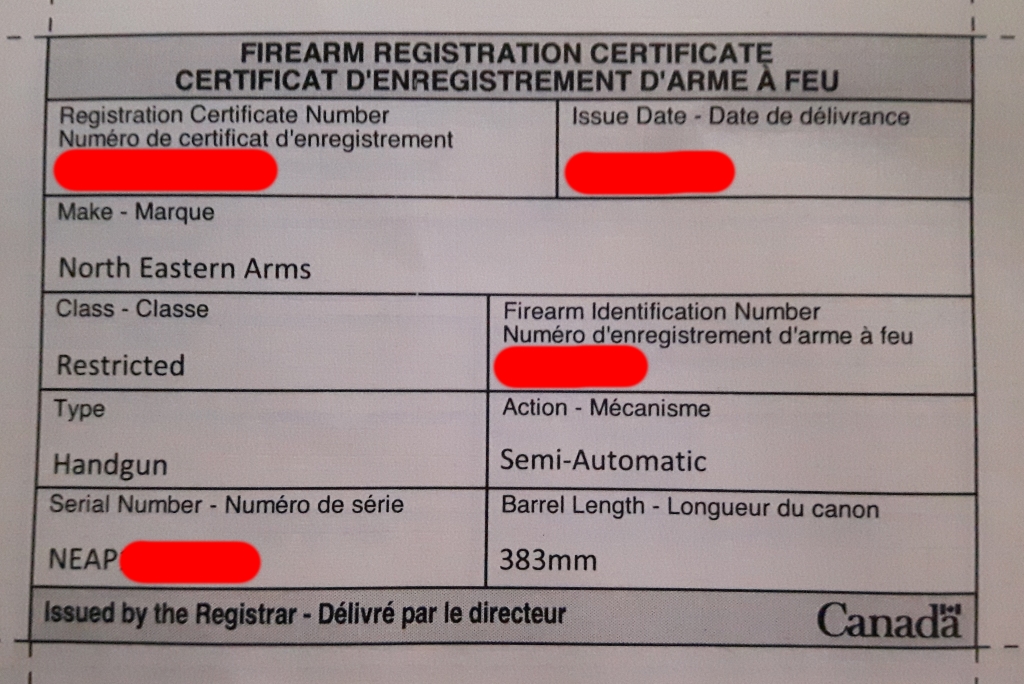 FIREARM REGISTRATION CERTIFICATE
CERTIFICAT D'ENREGISTREMENT D'ARME À FEU
Registration Certificate Number
Numéro de certificat d'enregistrement
Issue Date - Date de délivrance
Make - Marque
North Eastern Arms
Class - Classe
Restricted
Firearm Identification Number
Numéro d'enregistrement d'arme à feu
Type
Handgun
Action - Mécanisme
Semi-Automatic
Serial Number - Numéro de série
NEAP
Barrel Length - Longueur du canon
383mm
Issued by the Registrar - Délivré par le directeur
Canada